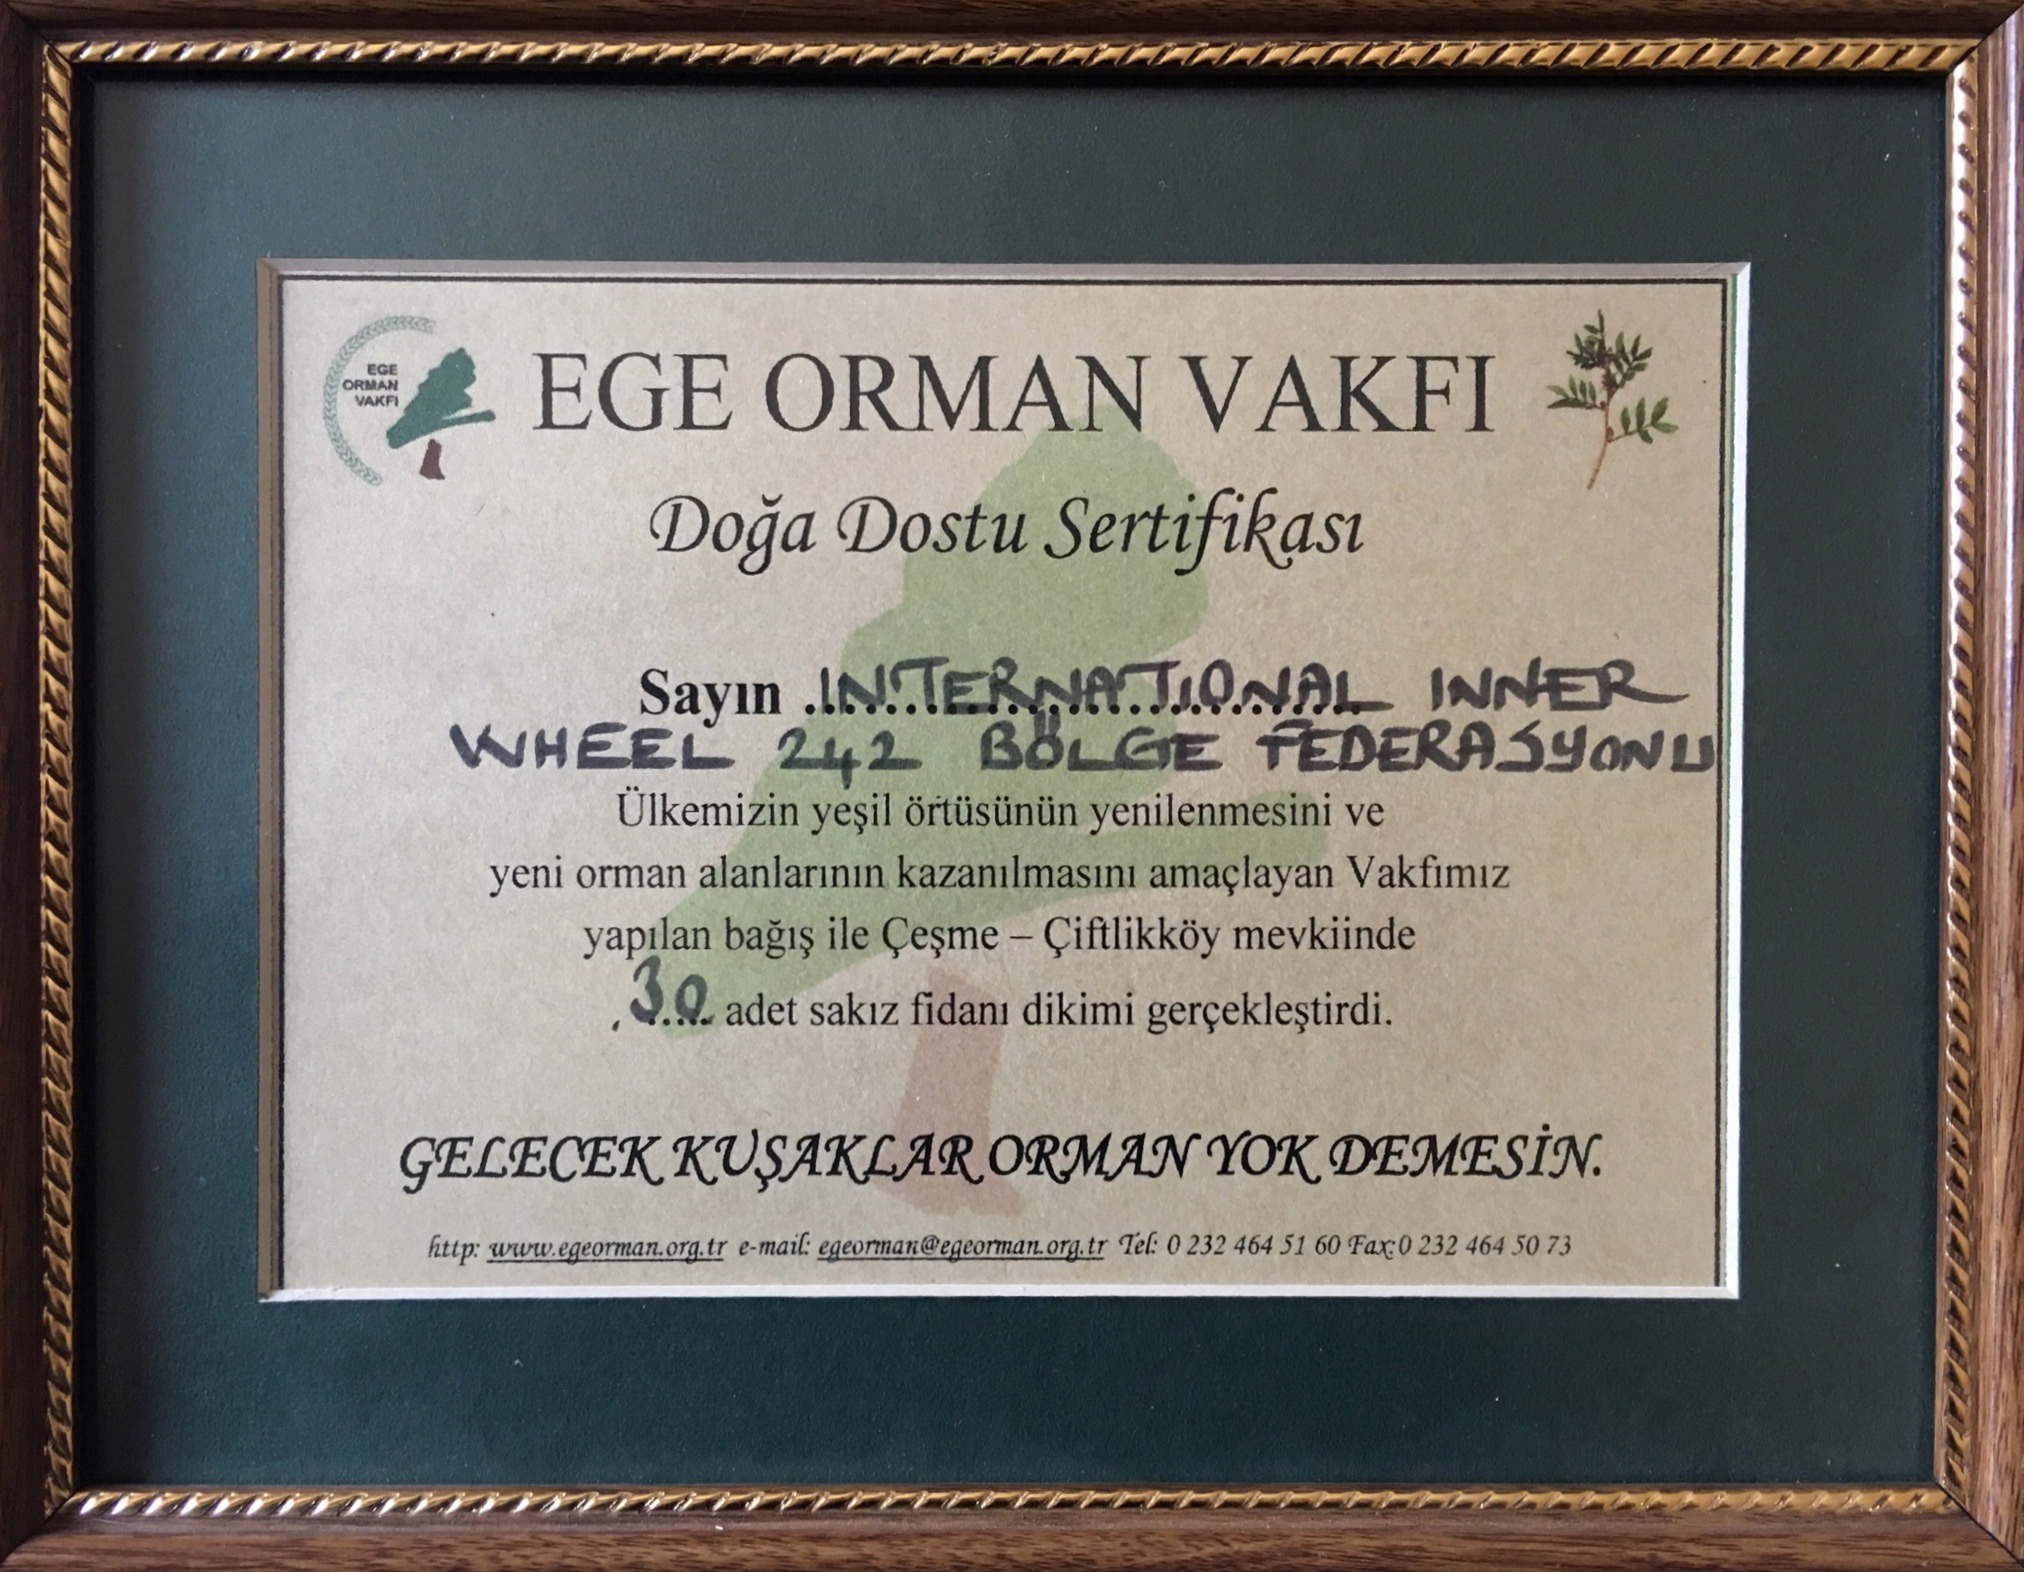 EGE
ORMAN
VAKFI
EGE ORMAN VAKFI
Doğa Dostu Sertifikası
Sayın INTERNATIONAL INNER
WHEEL 242 BÖLGE FEDERASYONU
Ülkemizin yeşil örtüsünün yenilenmesini ve
yeni orman alanlarının kazanılmasını amaçlayan Vakfımız
yapılan bağış ile Çeşme – Çiftlikköy mevkiinde
30 adet sakız fidanı dikimi gerçekleştirdi.
GELECEK KUŞAKLAR ORMAN YOK DEMESİN.
http: www.egeorman.org.tr e-mail: egeorman@egeorman.org.tr Tel: 0 232 464 51 60 Fax:0 232 464 50 73